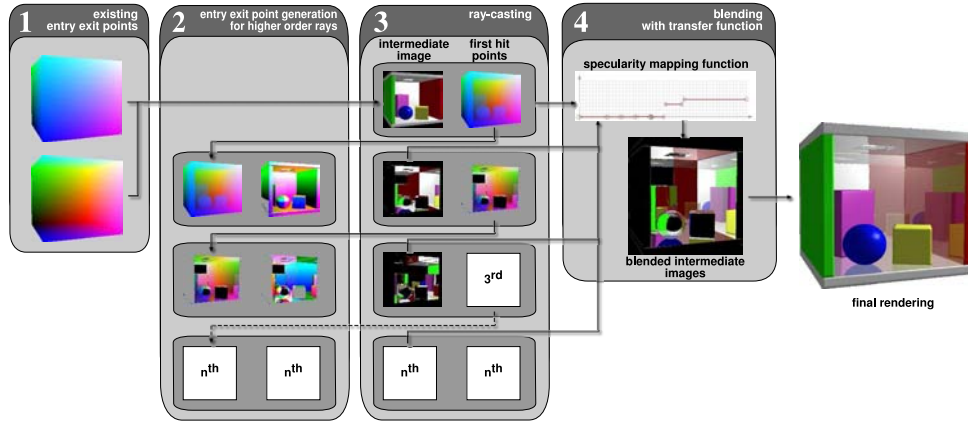 1 existing
entry exit points
2 entry exit point generation
for higher order rays
3 ray-casting
4 blending
with transfer function
intermediate
image
first hit
points
specularity mapping function
3rd
blended intermediate
images
final rendering
nth
nth
nth
nth